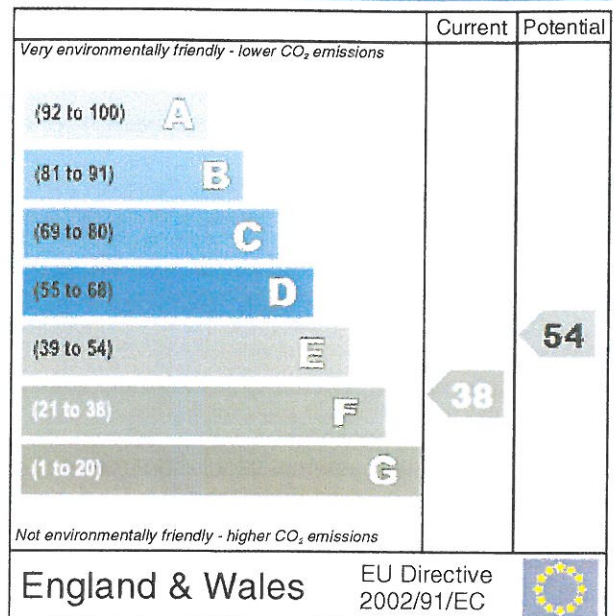 Current Potential
Very environmentally friendly - lower CO₂ emissions
(92 to 100) A
(81 to 91) B
(69 to 80) C
(55 to 68) D
(39 to 54) E
54
(21 to 38) F
38
(1 to 20) G
Not environmentally friendly - higher CO₂ emissions
England & Wales
EU Directive
2002/91/EC